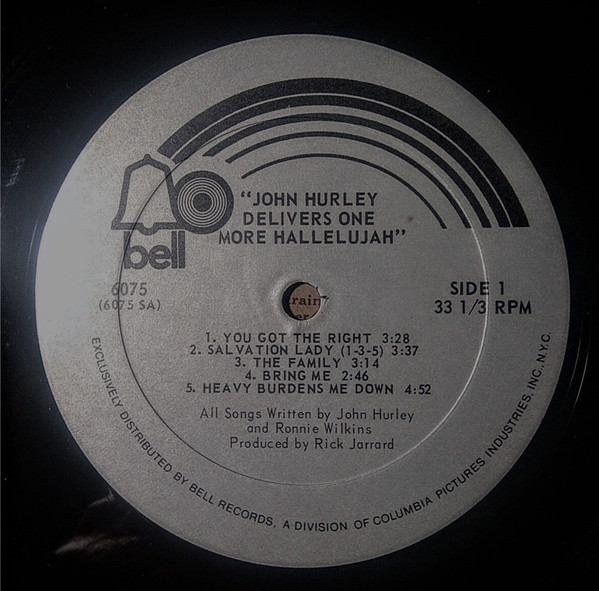 "JOHN HURLEY
DELIVERS ONE
MORE HALLELUJAH"
bell
6075
(6075 SA)
SIDE 1
33 1/3 RPM
1. YOU GOT THE RIGHT 3:28
2. SALVATION LADY (1-3-5) 3:37
3. THE FAMILY 3:14
4. BRING ME 2:46
5. HEAVY BURDENS ME DOWN 4:52
All Songs Written by John Hurley
and Ronnie Wilkins
Produced by Rick Jarrard
EXCLUSIVELY DISTRIBUTED BY BELL RECORDS, A DIVISION OF COLUMBIA PICTURES INDUSTRIES, INC. N.Y.C.